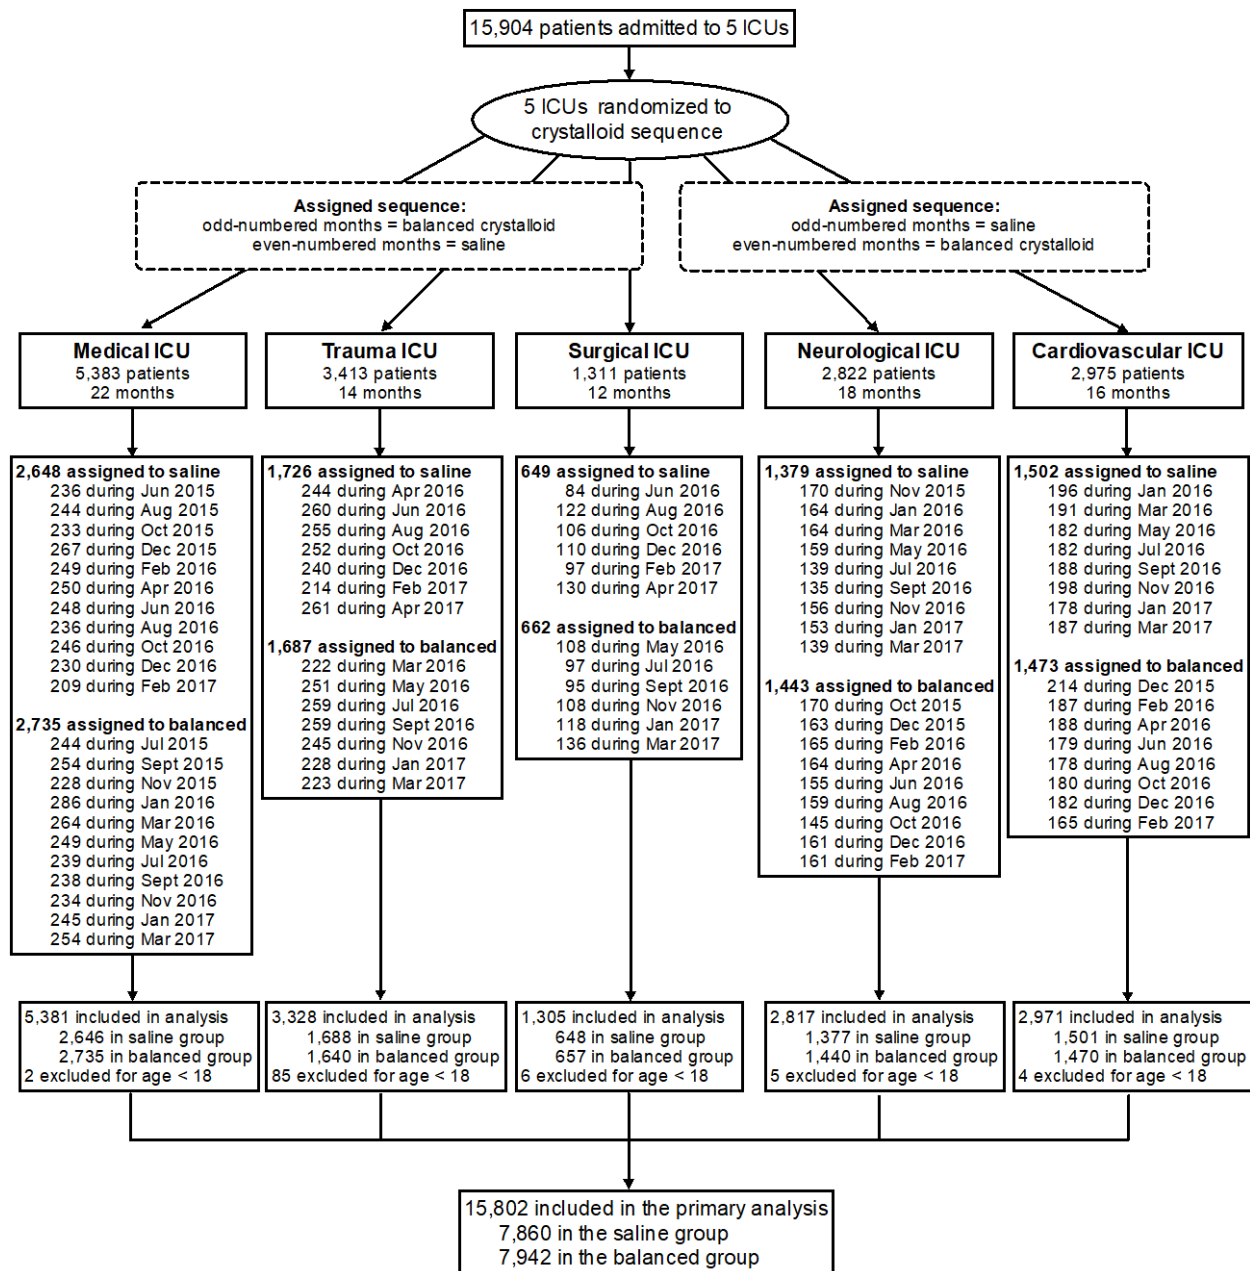 15,904 patients admitted to 5 ICUs
5 ICUs randomized to
crystalloid sequence
Assigned sequence:
odd-numbered months = balanced crystalloid
even-numbered months = saline
Assigned sequence:
odd-numbered months = saline
even-numbered months = balanced crystalloid
Medical ICU
5,383 patients
22 months
Trauma ICU
3,413 patients
14 months
Surgical ICU
1,311 patients
12 months
Neurological ICU
2,822 patients
18 months
Cardiovascular ICU
2,975 patients
16 months
2,648 assigned to saline
236 during Jun 2015
244 during Aug 2015
233 during Oct 2015
267 during Dec 2015
249 during Feb 2016
250 during Apr 2016
248 during Jun 2016
236 during Aug 2016
246 during Oct 2016
230 during Dec 2016
209 during Feb 2017
2,735 assigned to balanced
244 during Jul 2015
254 during Sept 2015
228 during Nov 2015
286 during Jan 2016
264 during Mar 2016
249 during May 2016
239 during Jul 2016
238 during Sept 2016
234 during Nov 2016
245 during Jan 2017
254 during Mar 2017
1,726 assigned to saline
244 during Apr 2016
260 during Jun 2016
255 during Aug 2016
252 during Oct 2016
240 during Dec 2016
214 during Feb 2017
261 during Apr 2017
1,687 assigned to balanced
222 during Mar 2016
251 during May 2016
259 during Jul 2016
259 during Sept 2016
245 during Nov 2016
228 during Jan 2017
223 during Mar 2017
649 assigned to saline
84 during Jun 2016
122 during Aug 2016
106 during Oct 2016
110 during Dec 2016
97 during Feb 2017
130 during Apr 2017
662 assigned to balanced
108 during May 2016
97 during Jul 2016
95 during Sept 2016
108 during Nov 2016
118 during Jan 2017
136 during Mar 2017
1,379 assigned to saline
170 during Nov 2015
164 during Jan 2016
164 during Mar 2016
159 during May 2016
139 during Jul 2016
135 during Sept 2016
156 during Nov 2016
153 during Jan 2017
139 during Mar 2017
1,443 assigned to balanced
170 during Oct 2015
163 during Dec 2015
165 during Feb 2016
164 during Apr 2016
155 during Jun 2016
159 during Aug 2016
145 during Oct 2016
161 during Dec 2016
161 during Feb 2017
1,502 assigned to saline
196 during Jan 2016
191 during Mar 2016
182 during May 2016
182 during Jul 2016
188 during Sept 2016
198 during Nov 2016
178 during Jan 2017
187 during Mar 2017
1,473 assigned to balanced
214 during Dec 2015
187 during Feb 2016
188 during Apr 2016
179 during Jun 2016
178 during Aug 2016
180 during Oct 2016
182 during Dec 2016
165 during Feb 2017
5,381 included in analysis
2,646 in saline group
2,735 in balanced group
2 excluded for age < 18
3,328 included in analysis
1,688 in saline group
1,640 in balanced group
85 excluded for age < 18
1,305 included in analysis
648 in saline group
657 in balanced group
6 excluded for age < 18
2,817 included in analysis
1,377 in saline group
1,440 in balanced group
5 excluded for age < 18
2,971 included in analysis
1,501 in saline group
1,470 in balanced group
4 excluded for age < 18
15,802 included in the primary analysis
7,860 in the saline group
7,942 in the balanced group